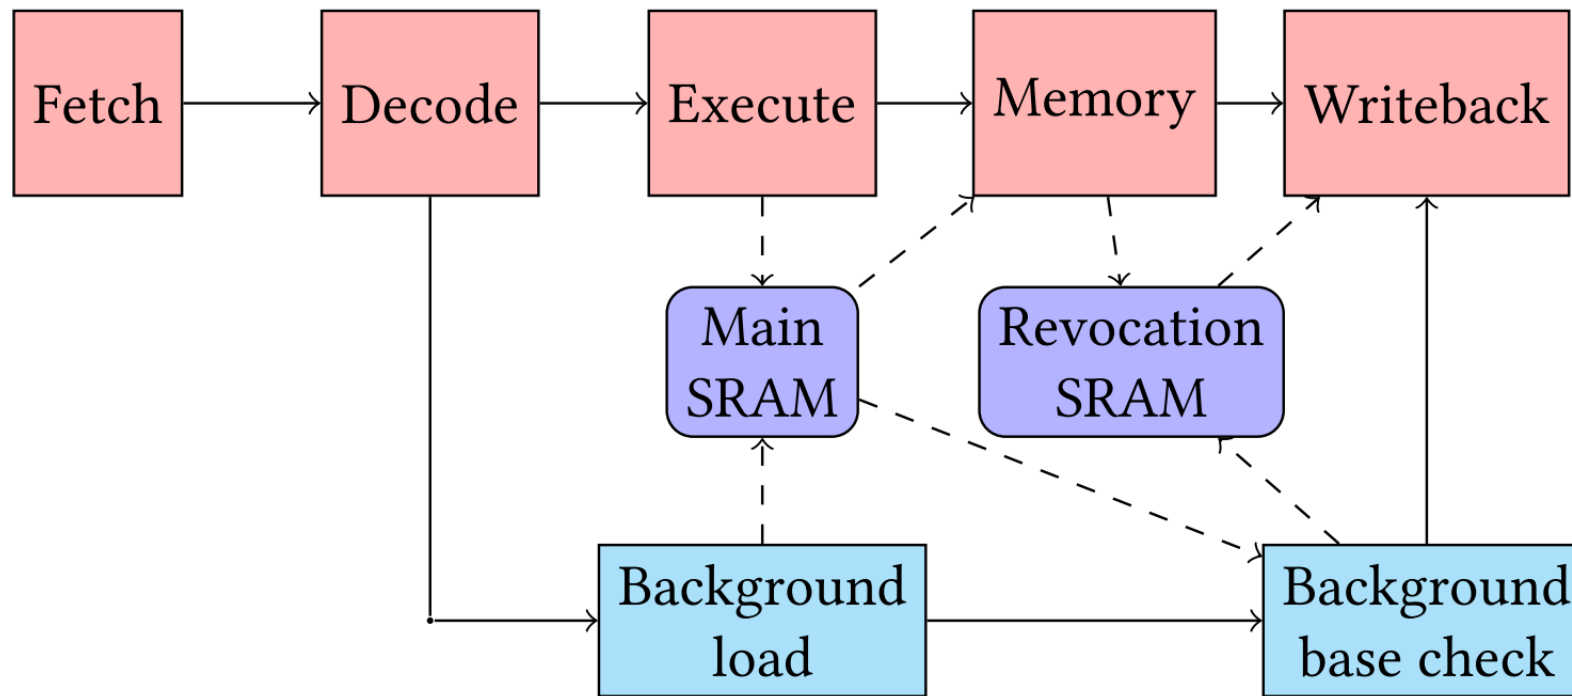 Fetch
Decode
Execute
Memory
Writeback
Main
SRAM
Revocation
SRAM
Background
load
Background
base check